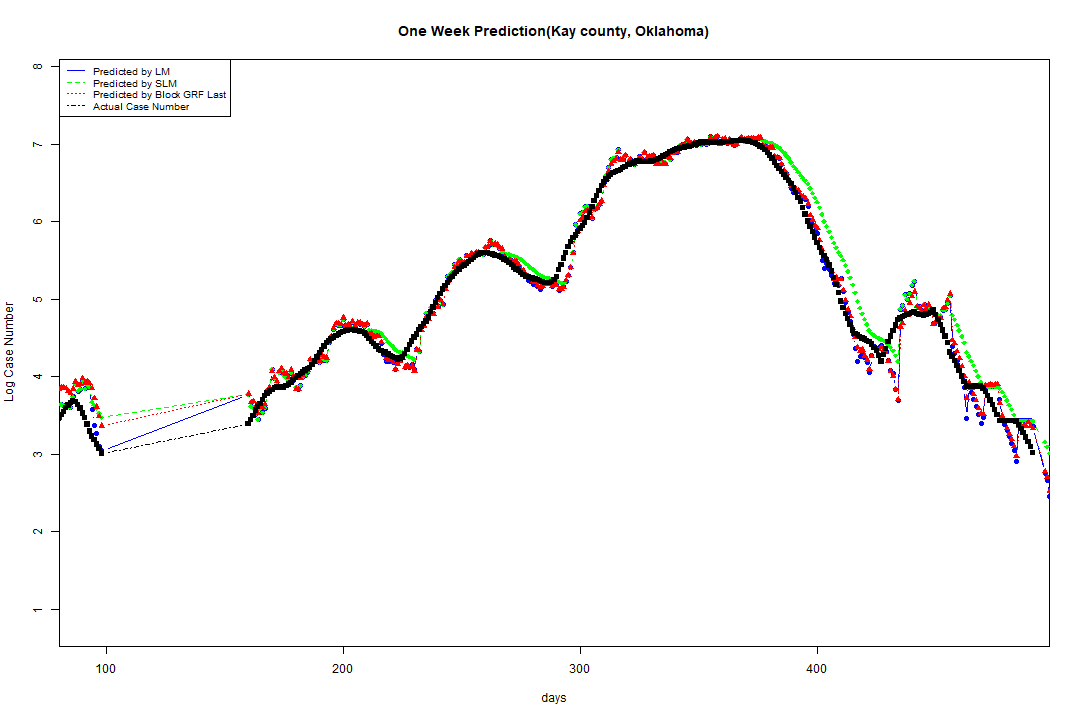 One Week Prediction(Kay county, Oklahoma)
Predicted by LM
Predicted by SLM
Predicted by Block GRF Last
Actual Case Number
Log Case Number
8
7
6
5
4
3
2
1
100 200 300 400
days